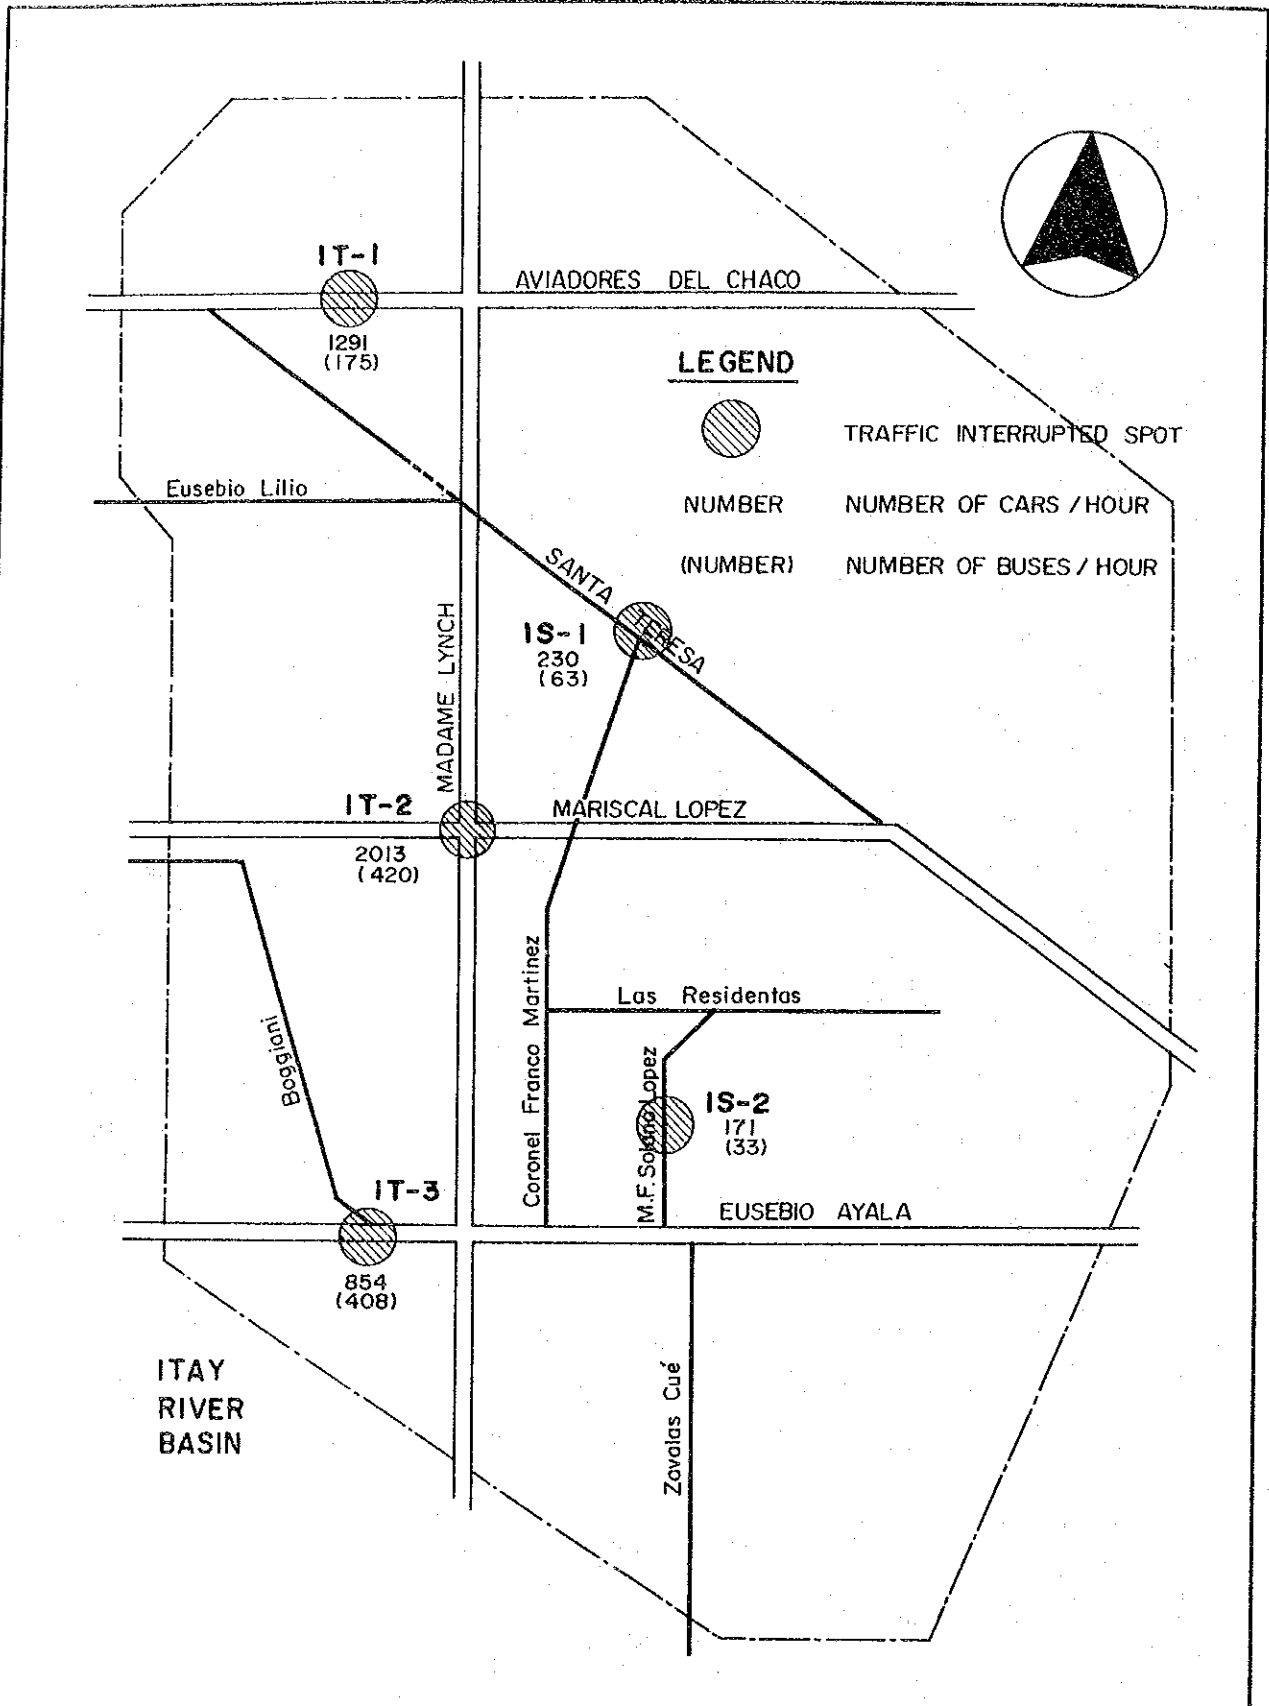 IT-1
AVIADORES DEL CHACO
1291
(175)
LEGEND
TRAFFIC INTERRUPTED SPOT
Eusebio Lilio
NUMBER NUMBER OF CARS / HOUR
(NUMBER) NUMBER OF BUSES / HOUR
SANTA TERESA
MADAME LYNCH
IS-1
230
(63)
IT-2
MARISCAL LOPEZ
2013
(420)
Coronel Franco Martinez
Las Residentas
Boggiani
M.F. Solano Lopez
IS-2
171
(33)
IT-3
EUSEBIO AYALA
854
(408)
Zavalas Cué
ITAY
RIVER
BASIN